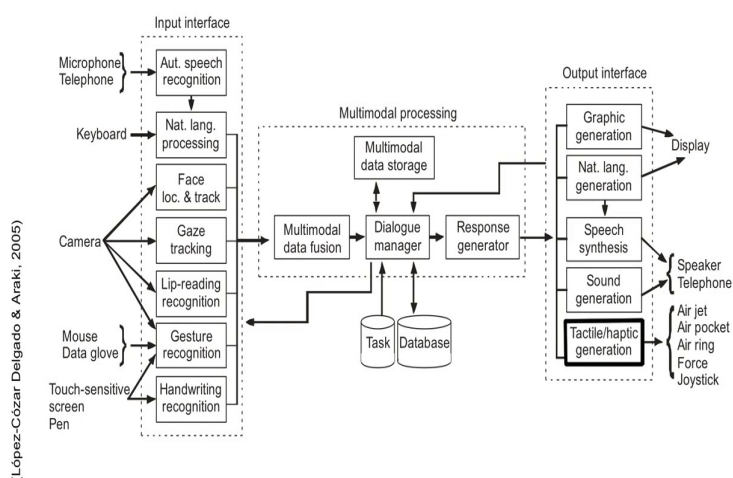 Input interface
Microphone
Telephone
Aut. speech
recognition
Keyboard
Nat. lang.
processing
Face
loc. & track
Camera
Gaze
tracking
Lip-reading
recognition
Mouse
Data glove
Gesture
recognition
Touch-sensitive
screen
Pen
Handwriting
recognition
Multimodal processing
Multimodal
data storage
Multimodal
data fusion
Dialogue
manager
Response
generator
Task
Database
Output interface
Graphic
generation
Display
Nat. lang.
generation
Speech
synthesis
Speaker
Telephone
Sound
generation
Tactile/haptic
generation
Air jet
Air pocket
Air ring
Force
Joystick
(López-Cózar Delgado & Araki, 2005)